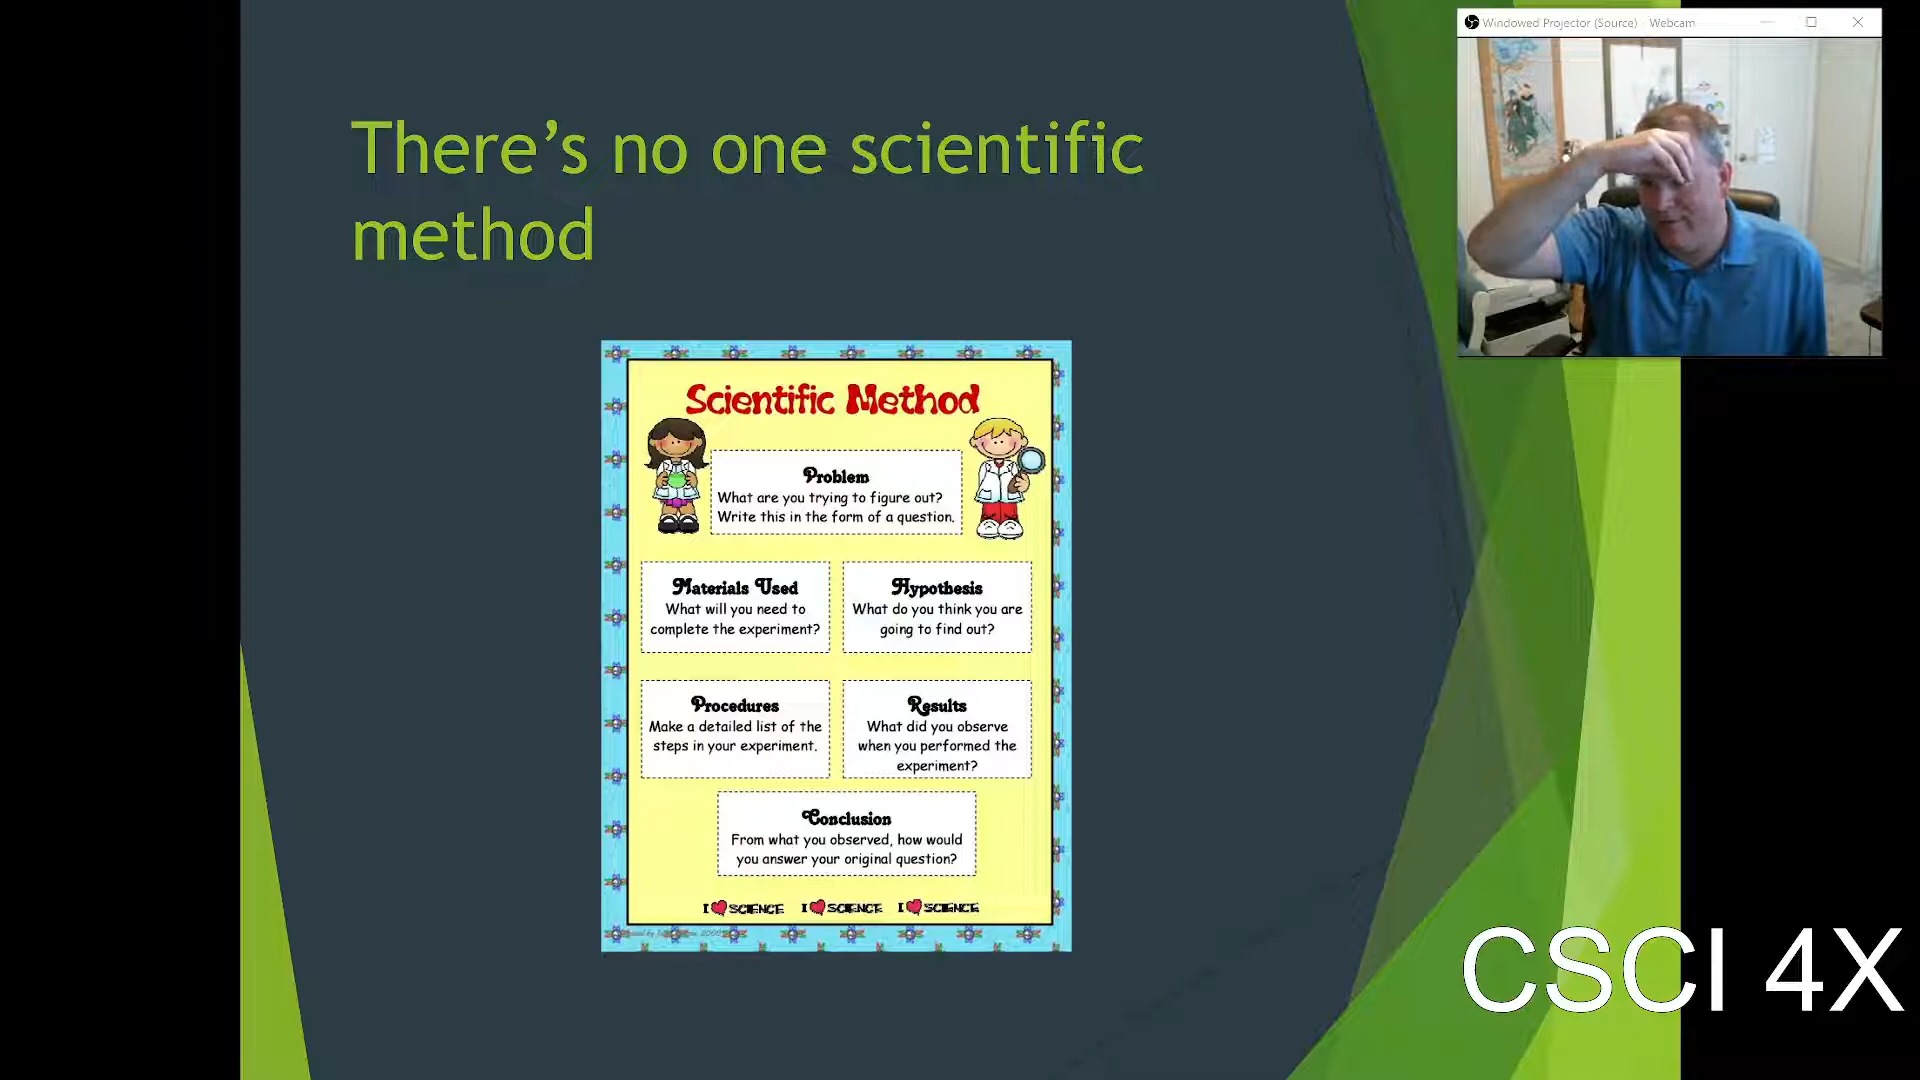 Windowed Projector (Source) - Webcam
There's no one scientific
method
Scientific Method
Problem
What are you trying to figure out?
Write this in the form of a question.
Materials Used
What will you need to
complete the experiment?
Hypothesis
What do you think you are
going to find out?
Procedures
Make a detailed list of the
steps in your experiment.
Results
What did you observe
when you performed the
experiment?
Conclusion
From what you observed, how would
you answer your original question?
I ❤ SCIENCE I ❤ SCIENCE I ❤ SCIENCE
CSCI 4X